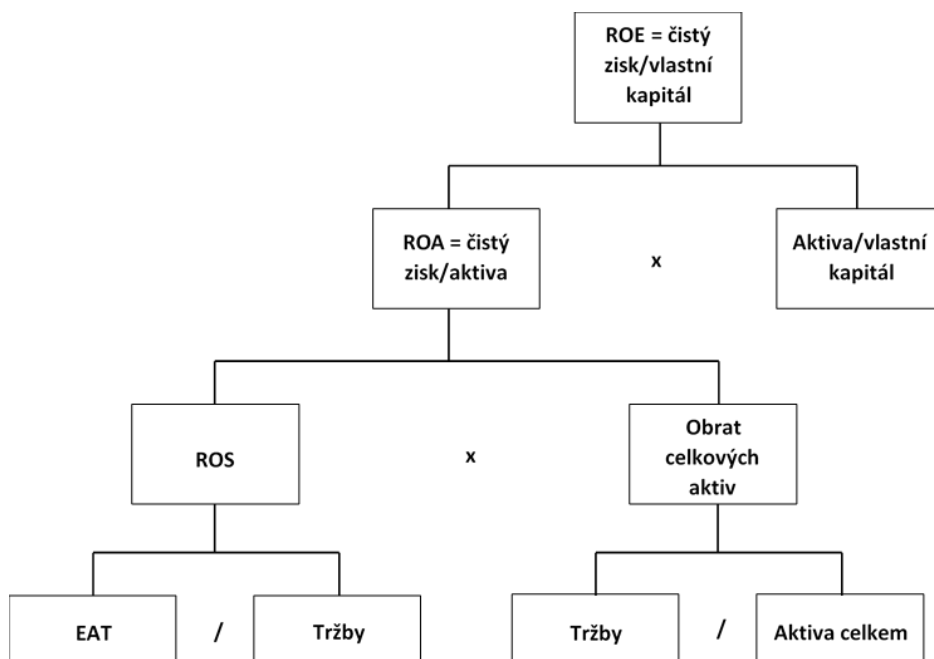 ROE = čistý
zisk/vlastní
kapitál
ROA = čistý
zisk/aktiva
x
Aktiva/vlastní
kapitál
ROS
x
Obrat
celkových
aktiv
EAT
/
Tržby
Tržby
/
Aktiva celkem